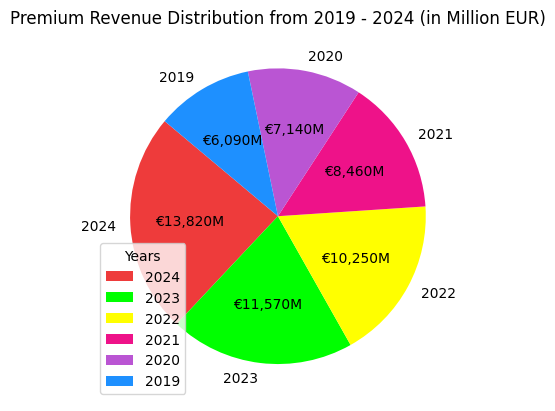 Premium Revenue Distribution from 2019 - 2024 (in Million EUR)
2020
2019
2021
€7,140M
€6,090M
€8,460M
2024
€13,820M
€10,250M
2022
€11,570M
2023
Years
2024
2023
2022
2021
2020
2019